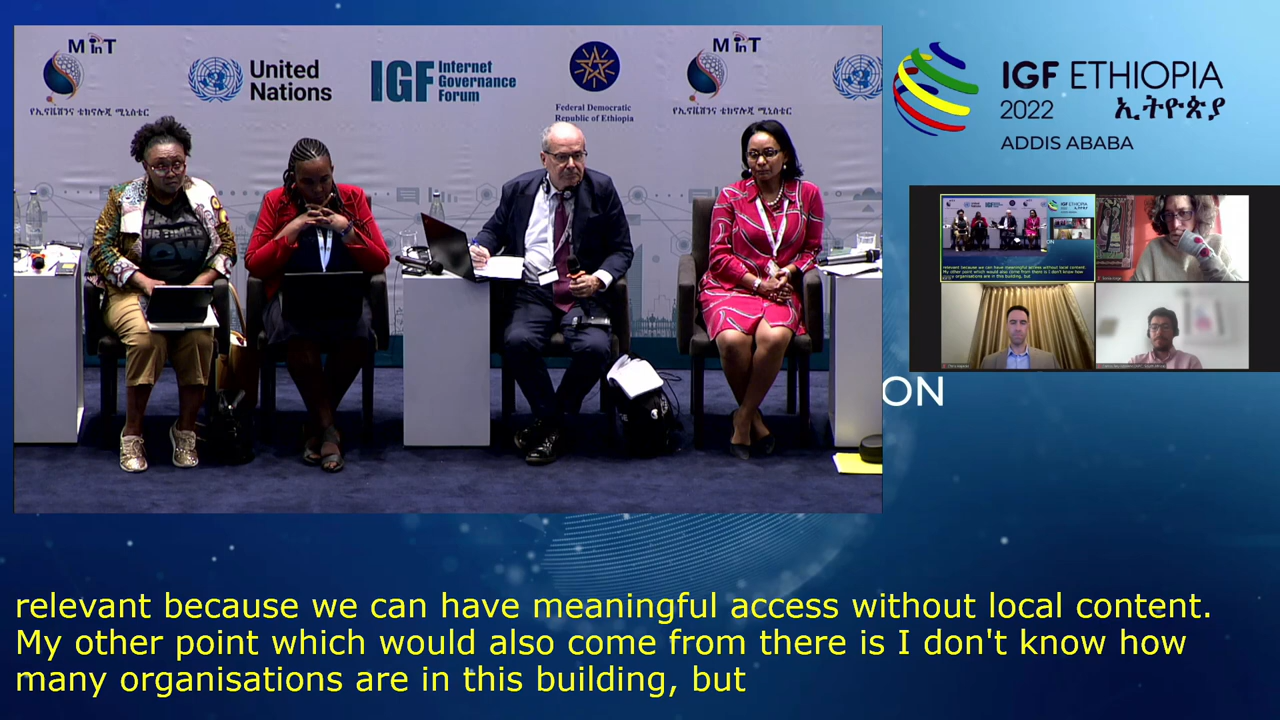 MInT
የኢኖቬሽንና ቴክኖሎጂ ሚኒስቴር
United
Nations
IGF Internet
Governance
Forum
Federal Democratic
Republic of Ethiopia
MInT
የኢኖቬሽንና ቴክኖሎጂ ሚኒስቴር
IGF ETHIOPIA
2022 ኢትዮጵያ
ADDIS ABABA
ON
relevant because we can have meaningful access without local content.
My other point which would also come from there is I don't know how
many organisations are in this building, but